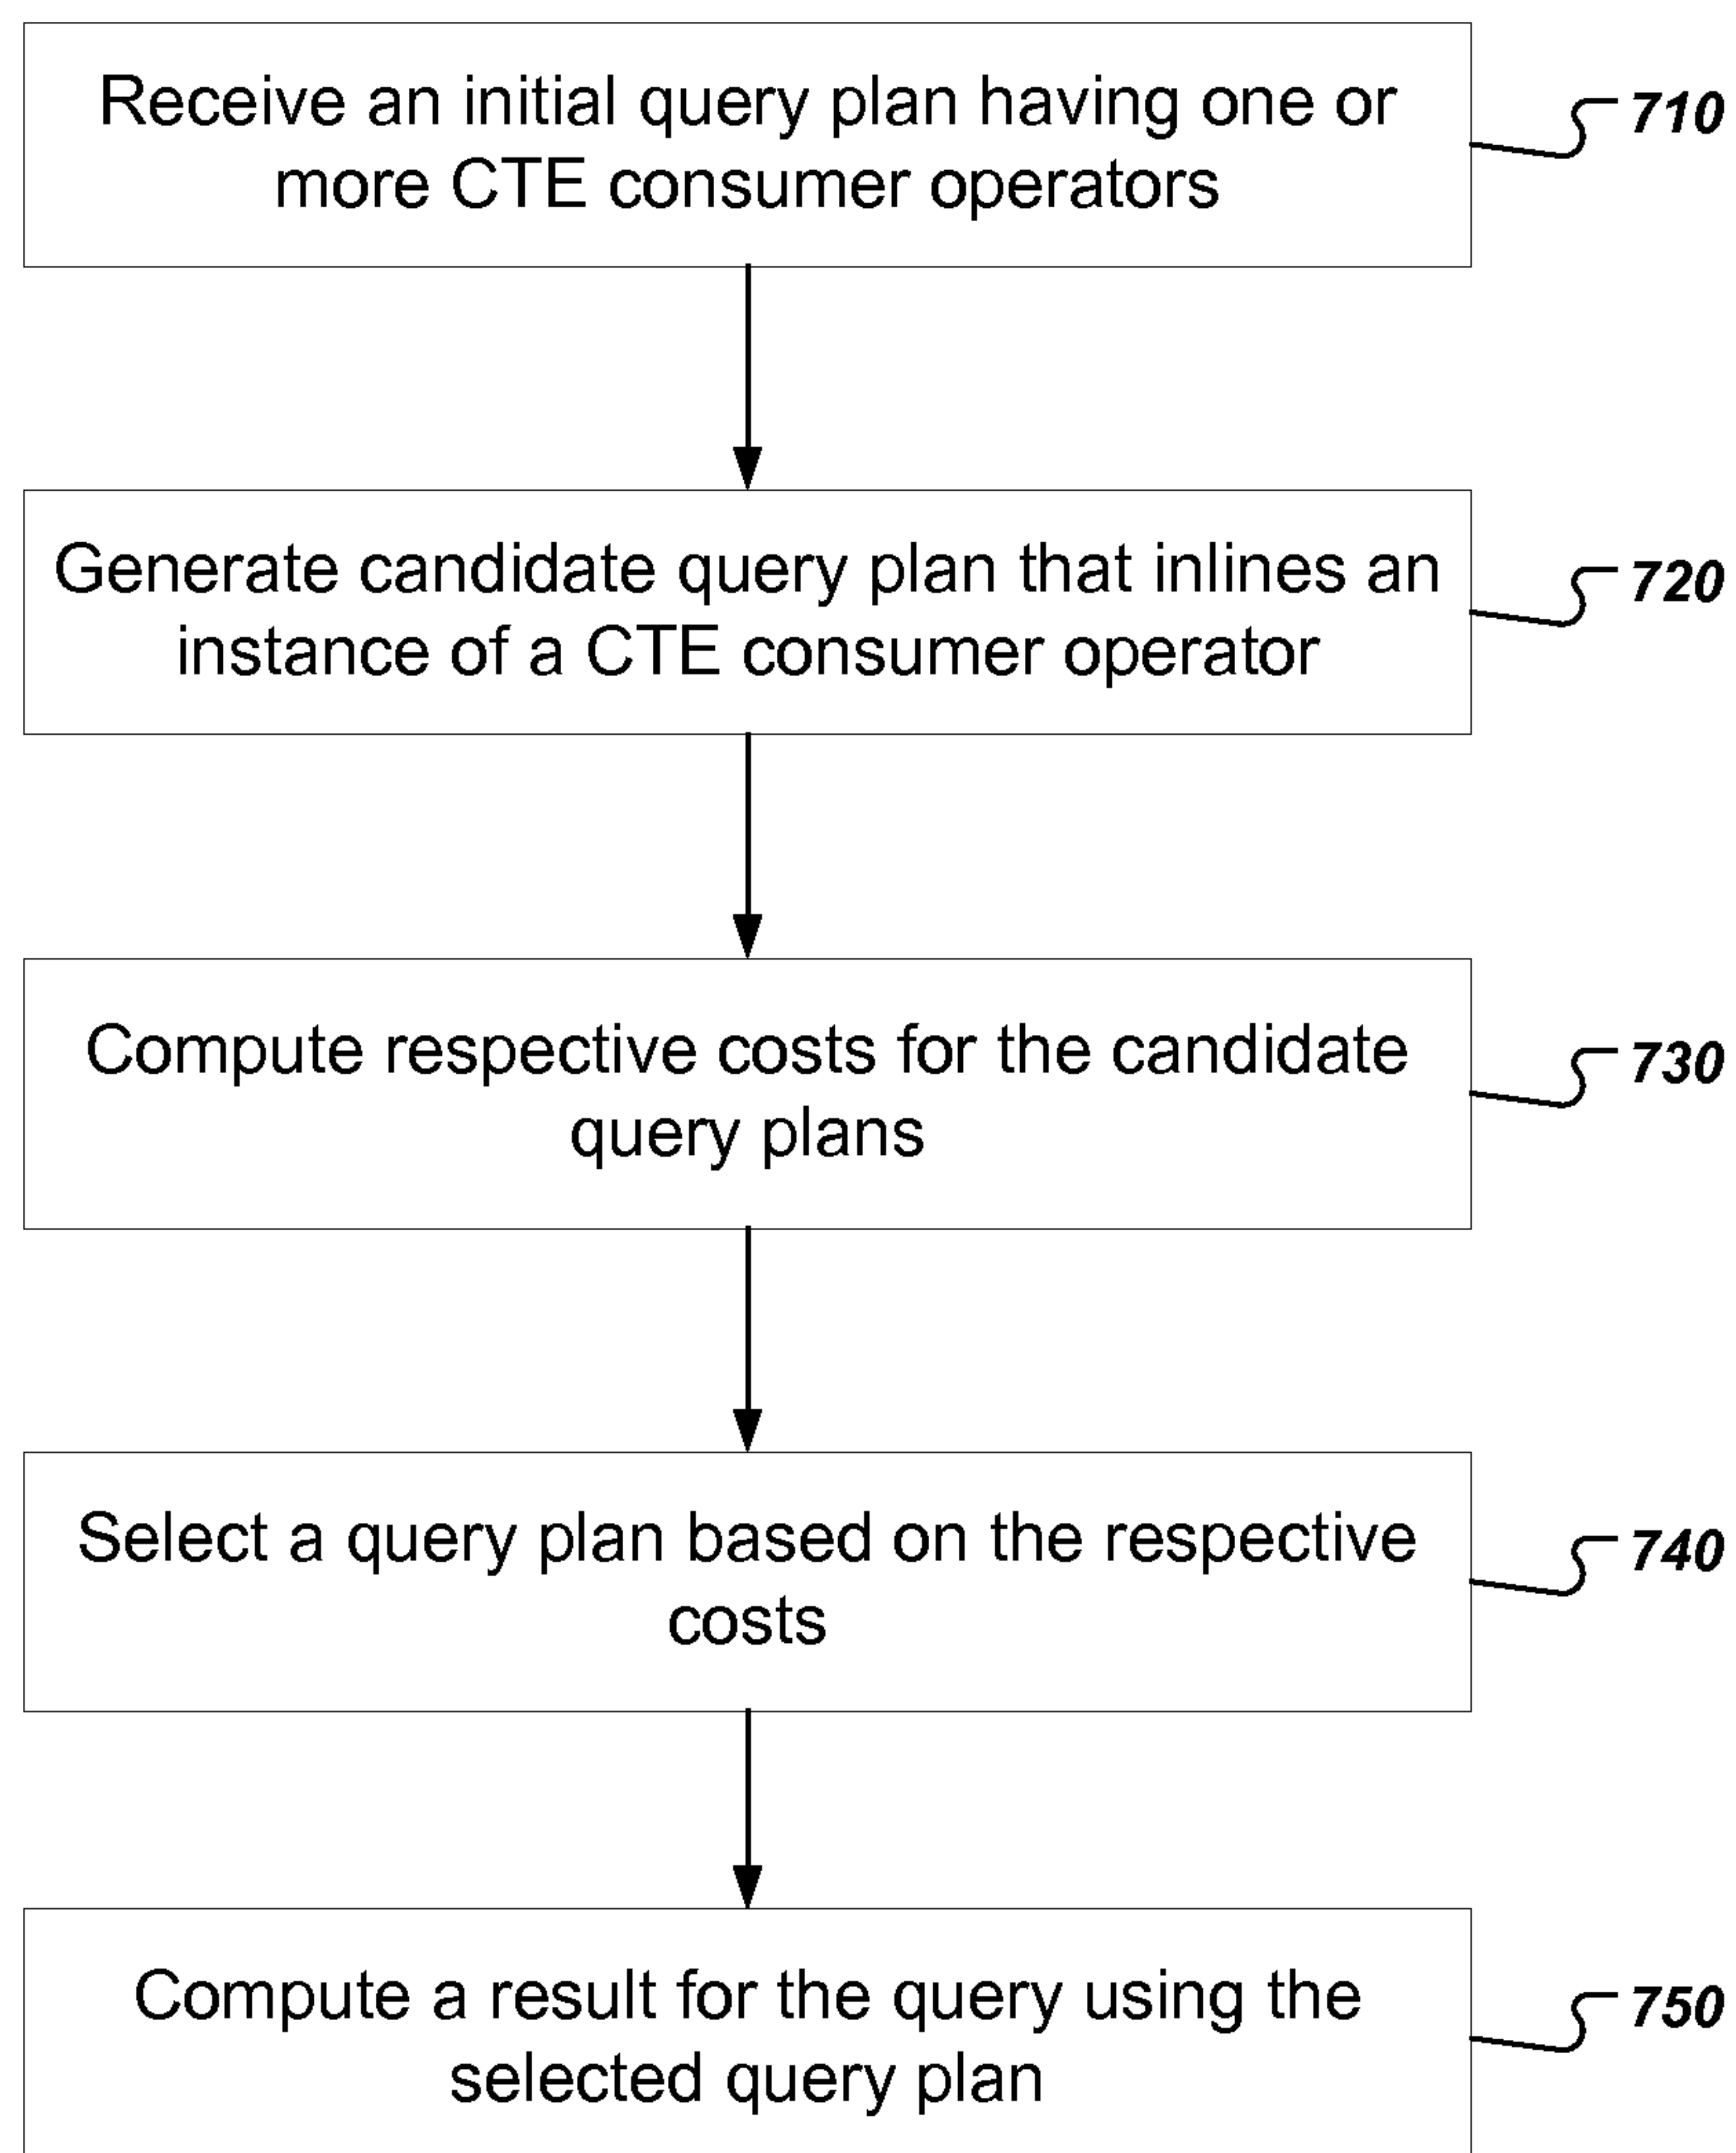 Receive an initial query plan having one or
more CTE consumer operators
710
Generate candidate query plan that inlines an
instance of a CTE consumer operator
720
Compute respective costs for the candidate
query plans
730
Select a query plan based on the respective
costs
740
Compute a result for the query using the
selected query plan
750